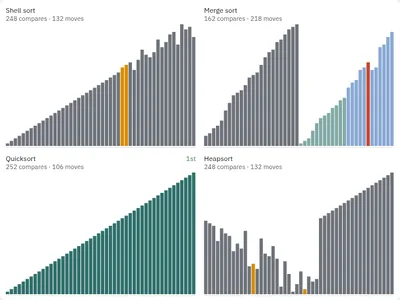 Shell sort
248 compares · 132 moves
Merge sort
162 compares · 218 moves
Quicksort
1st
252 compares · 106 moves
Heapsort
248 compares · 132 moves